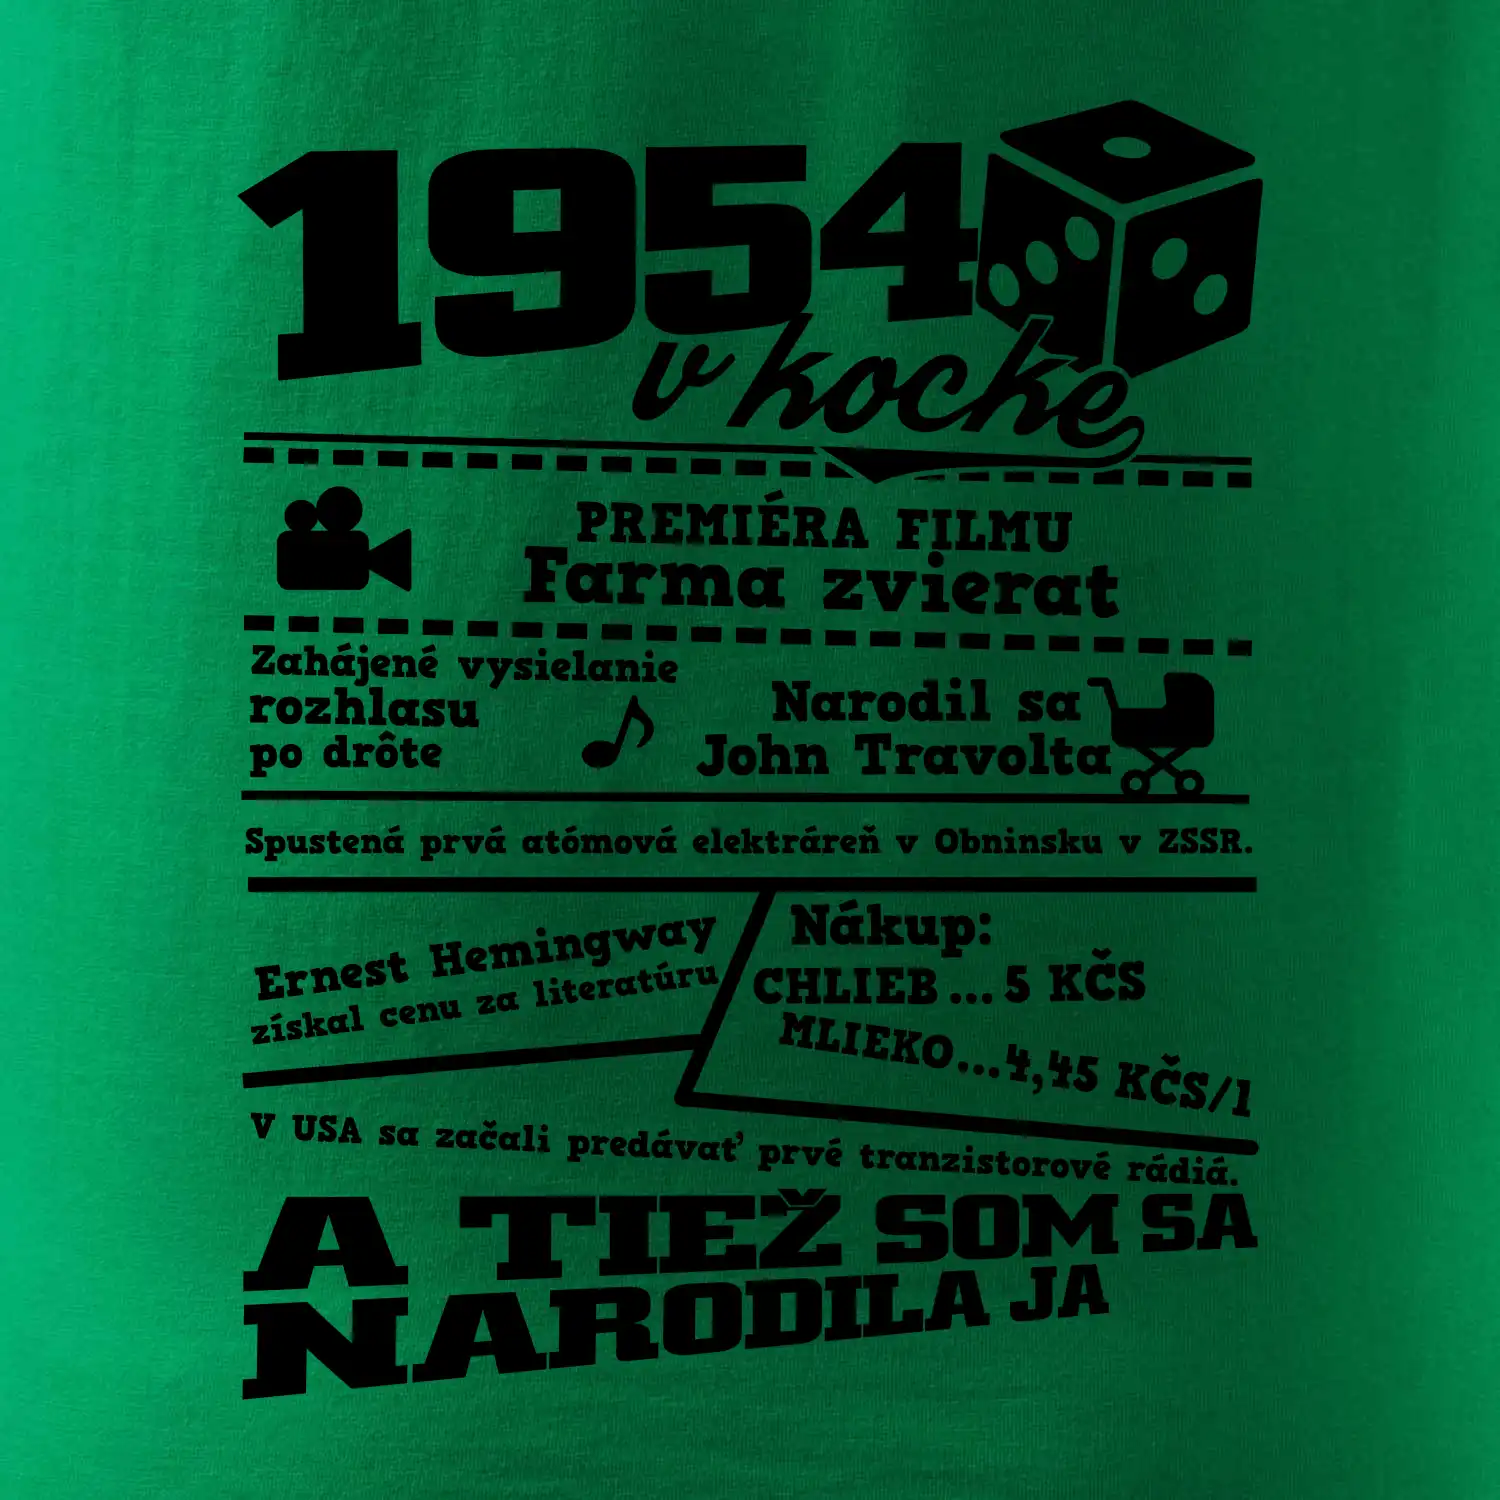 1954
v kocke
PREMIÉRA FILMU
Farma zvierat
Zahájené vysielanie
rozhlasu
po drôte
Narodil sa
John Travolta
Spustená prvá atómová elektráreň v Obninsku v ZSSR.
Ernest Hemingway
získal cenu za literatúru
Nákup:
CHLIEB ... 5 KČS
MLIEKO...4,45 KČS/l
V USA sa začali predávať prvé tranzistorové rádiá.
A TIEŽ SOM SA
NARODILA JA